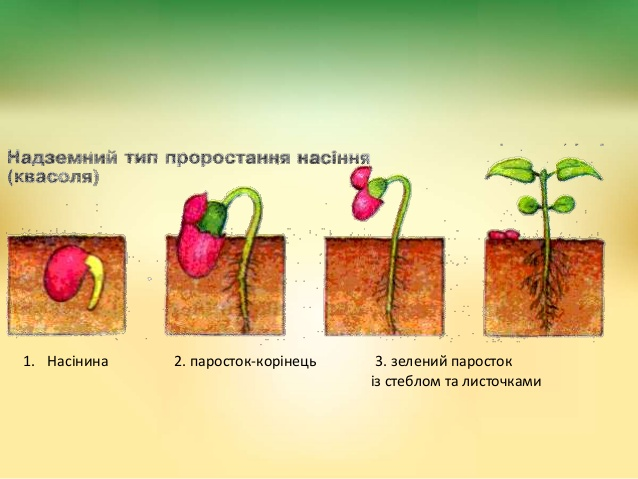 Надземний тип проростання насіння
(квасоля)
1. Насінина
2. паросток-корінець
3. зелений паросток
із стеблом та листочками